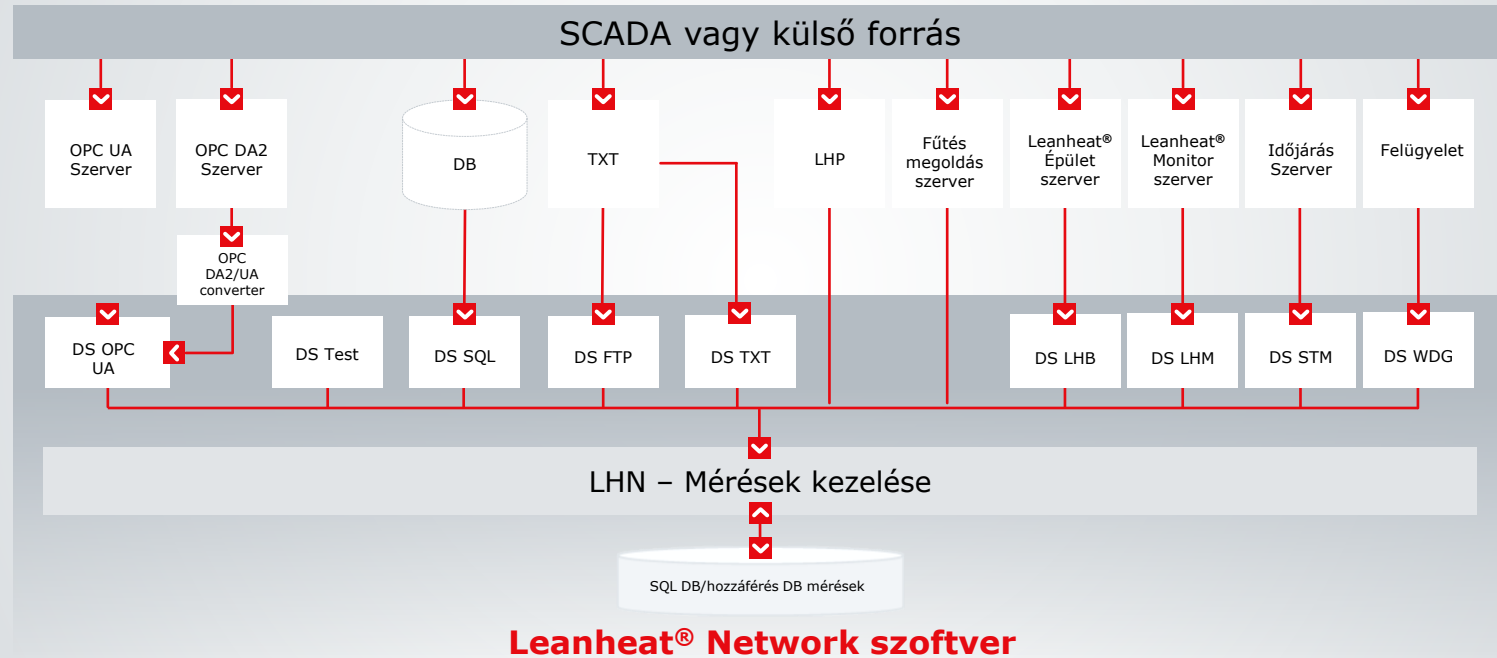 SCADA vagy külső forrás
OPC UA
Szerver
OPC DA2
Szerver
DB
TXT
LHP
Fűtés
megoldás
szerver
Leanheat®
Épület
szerver
Leanheat®
Monitor
szerver
Időjárás
Szerver
Felügyelet
OPC
DA2/UA
converter
DS OPC
UA
DS Test
DS SQL
DS FTP
DS TXT
DS LHB
DS LHM
DS STM
DS WDG
LHN – Mérések kezelése
SQL DB/hozzáférés DB mérések
Leanheat® Network szoftver